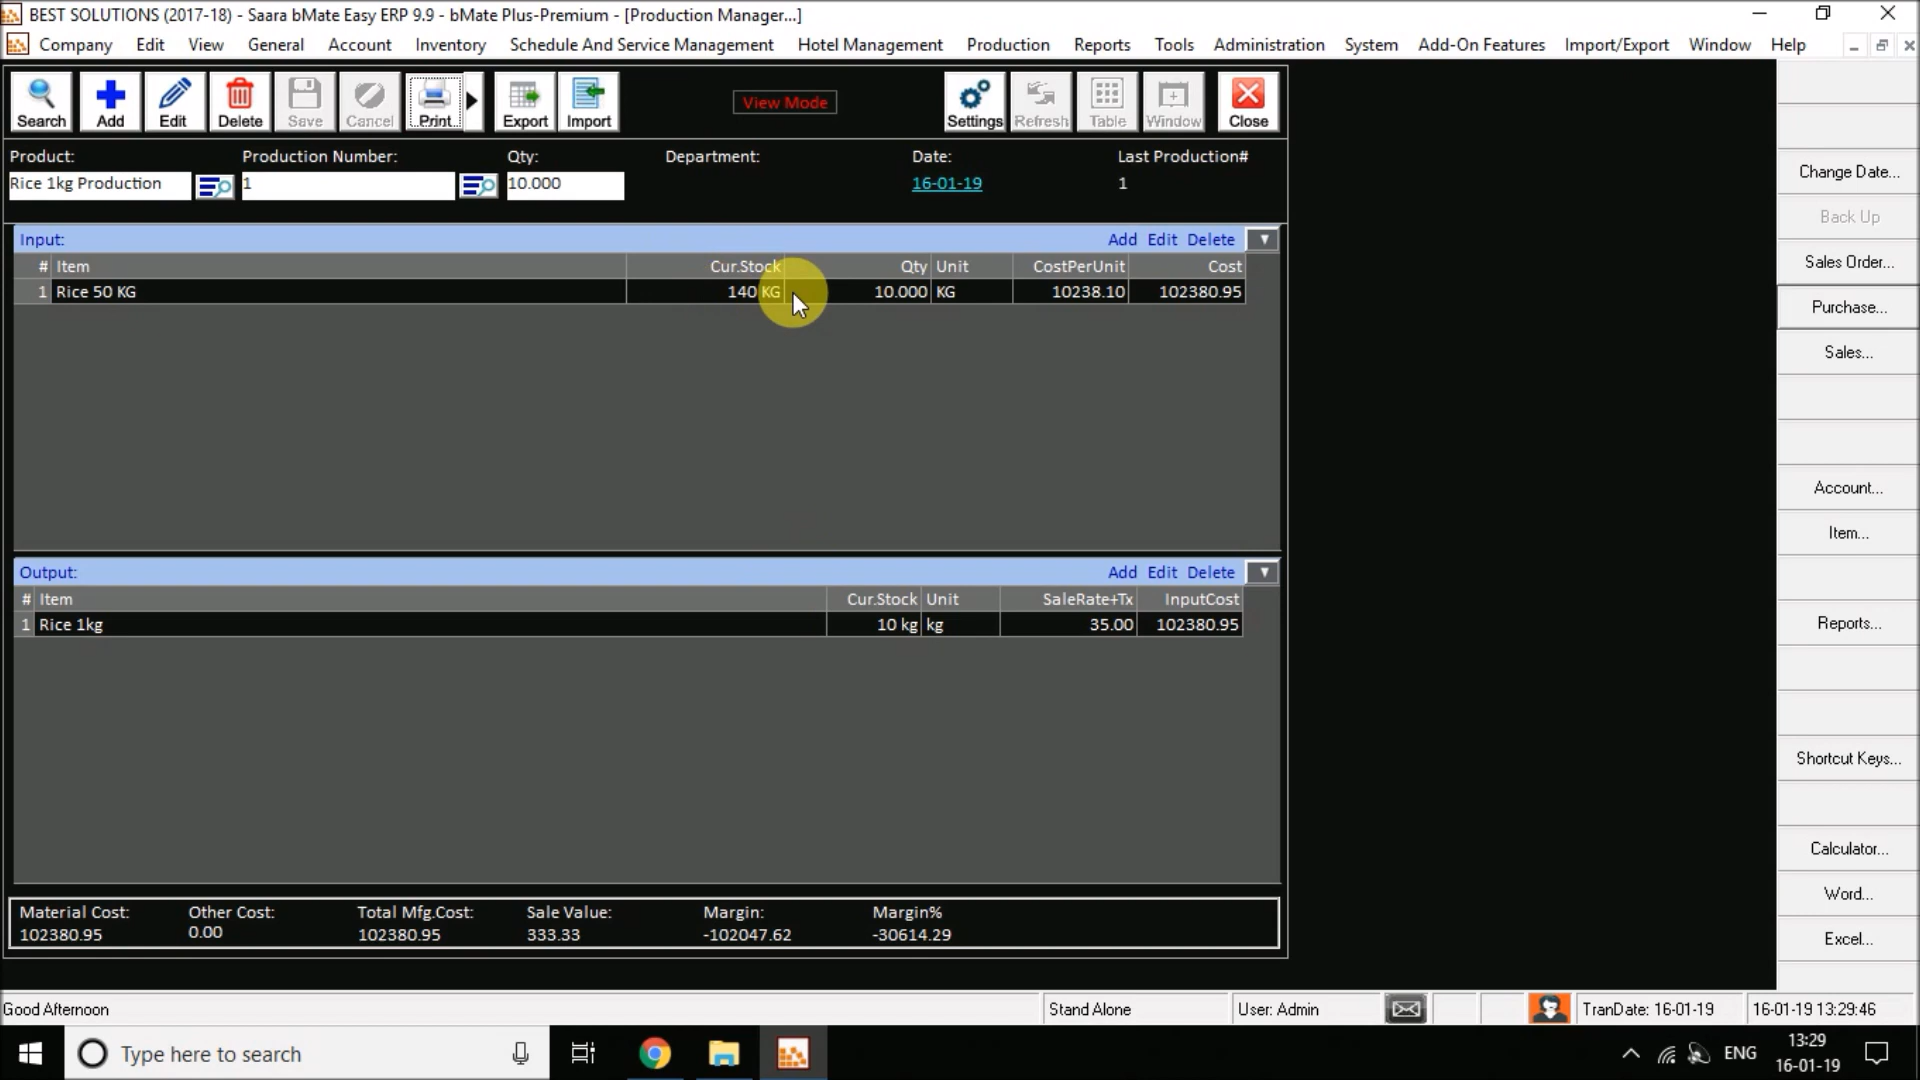 BEST SOLUTIONS (2017-18) - Saara bMate Easy ERP 9.9 - bMate Plus-Premium - [Production Manager...]
Company Edit View General Account Inventory Schedule And Service Management Hotel Management Production Reports Tools Administration System Add-On Features Import/Export Window Help
Search Add Edit Delete Save Cancel Print Export Import View Mode Settings Refresh Table Window Close
Product: Production Number: Qty: Department: Date: Last Production#
Rice 1kg Production 1 10.000 16-01-19 1
Input: Add Edit Delete
# Item Cur.Stock Qty Unit CostPerUnit Cost
1 Rice 50 KG 140 KG 10.000 KG 10238.10 102380.95
Output: Add Edit Delete
# Item Cur.Stock Unit SaleRate+Tx InputCost
1 Rice 1kg 10 kg kg 35.00 102380.95
Material Cost: Other Cost: Total Mfg.Cost: Sale Value: Margin: Margin%
102380.95 0.00 102380.95 333.33 -102047.62 -30614.29
Change Date...
Back Up
Sales Order...
Purchase...
Sales...
Account...
Item...
Reports...
Shortcut Keys...
Calculator...
Word...
Excel...
Good Afternoon Stand Alone User: Admin TranDate: 16-01-19 16-01-19 13:29:46
Type here to search ENG 13:29
16-01-19